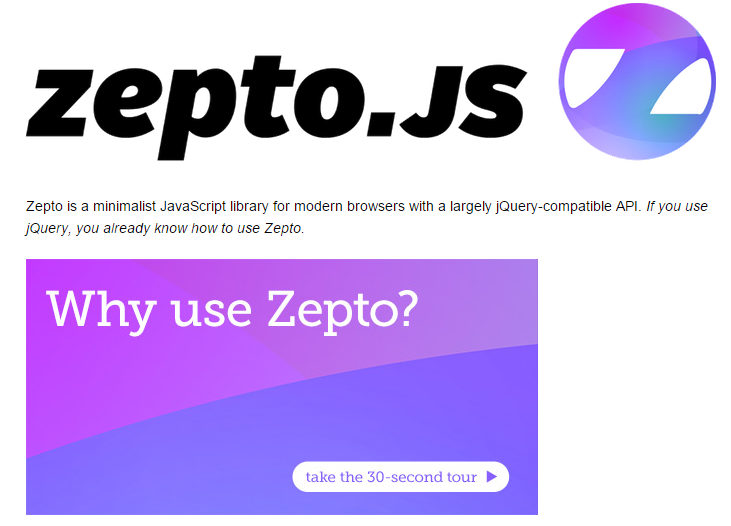 zepto.JS
Zepto is a minimalist JavaScript library for modern browsers with a largely jQuery-compatible API. If you use
jQuery, you already know how to use Zepto.
Why use Zepto?
take the 30-second tour